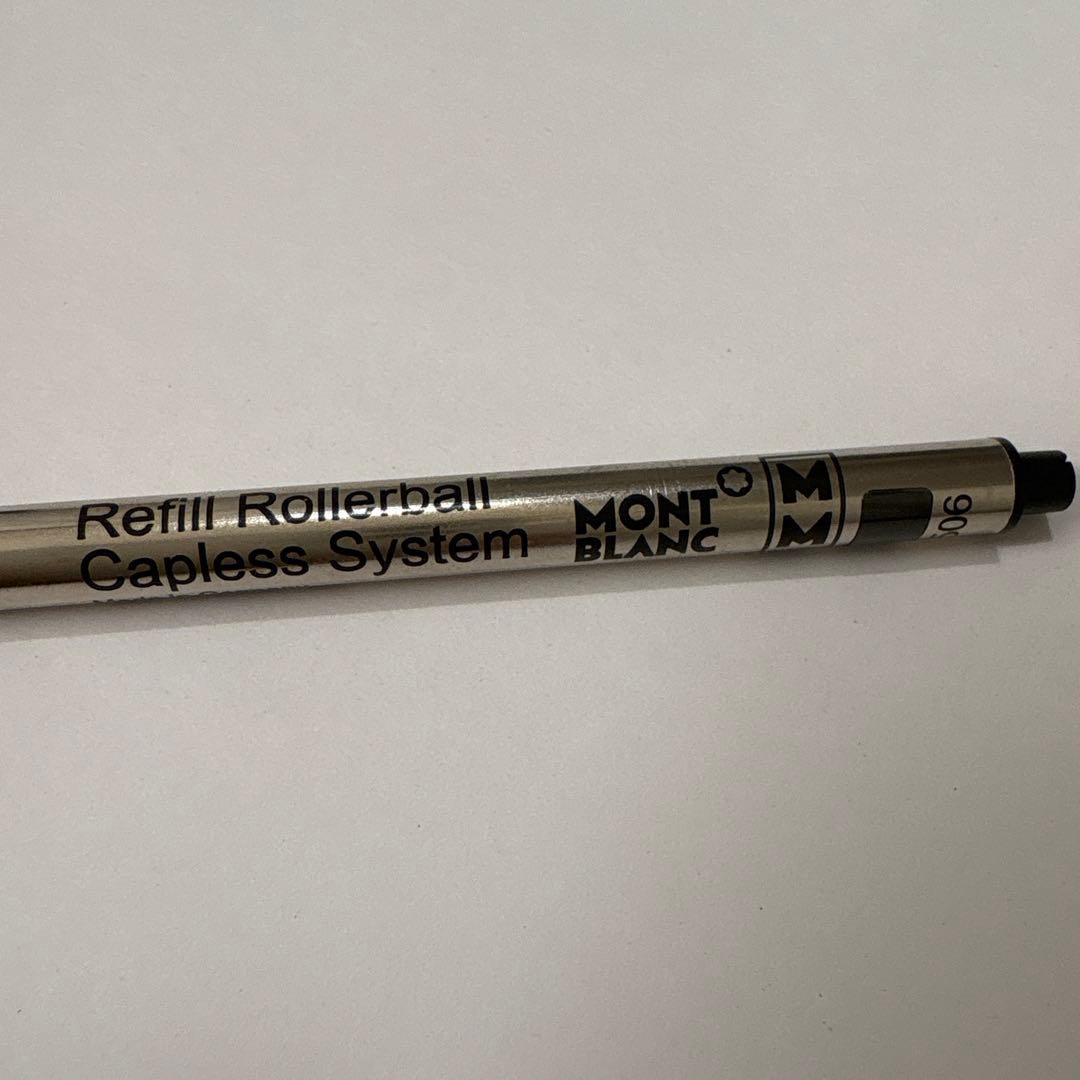 Refill Rollerball
Capless System
MONT
BLANC
M
M